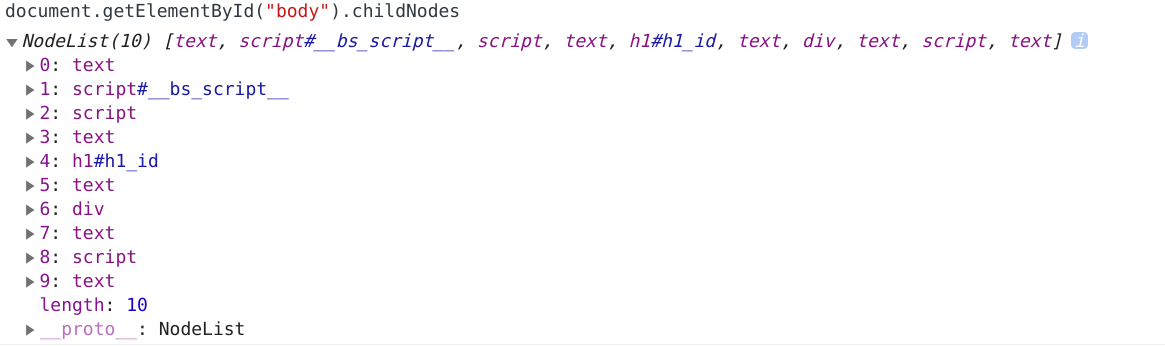 document.getElementById("body").childNodes
NodeList(10) [text, script#__bs_script__, script, text, h1#h1_id, text, div, text, script, text] i
0: text
1: script#__bs_script__
2: script
3: text
4: h1#h1_id
5: text
6: div
7: text
8: script
9: text
length: 10
__proto__: NodeList